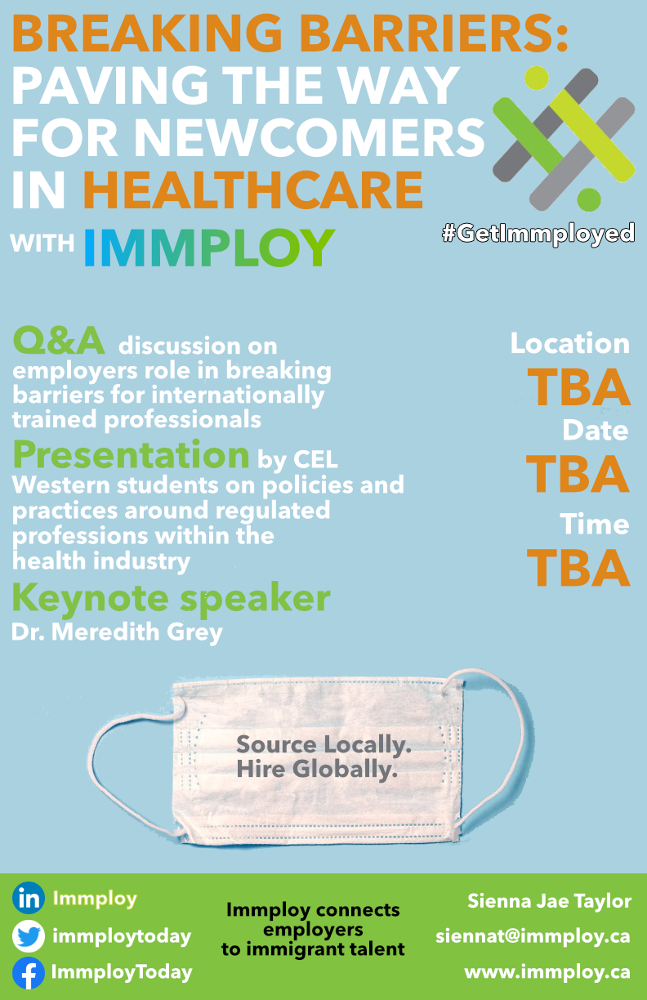 BREAKING BARRIERS:
PAVING THE WAY
FOR NEWCOMERS
IN HEALTHCARE
WITH IMMPLOY
#GetImmployed
Q&A discussion on
employers role in breaking
barriers for internationally
trained professionals
Presentation by CEL
Western students on policies and
practices around regulated
professions within the
health industry
Keynote speaker
Dr. Meredith Grey
Location
TBA
Date
TBA
Time
TBA
Source Locally.
Hire Globally.
in Immploy
immploytoday
f ImmployToday
Immploy connects
employers
to immigrant talent
Sienna Jae Taylor
siennat@immploy.ca
www.immploy.ca